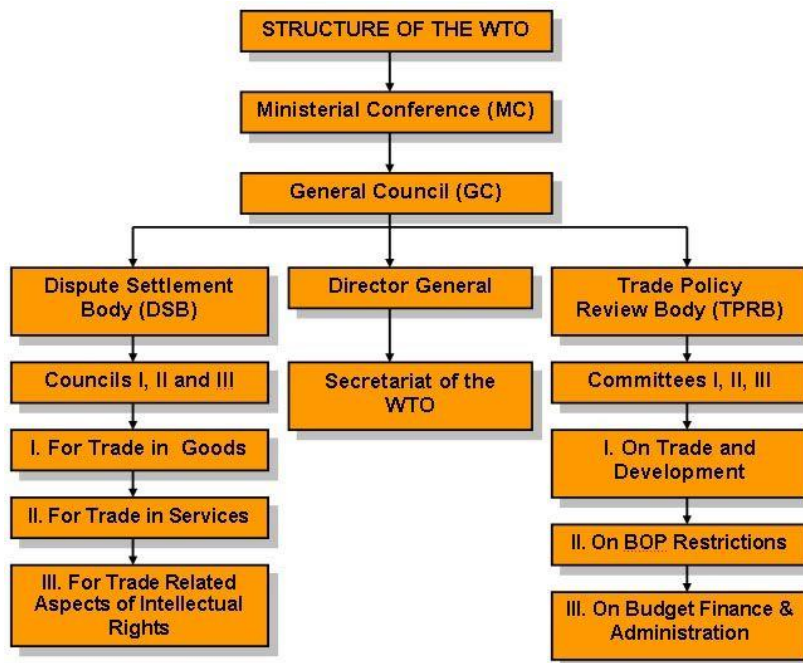 STRUCTURE OF THE WTO
Ministerial Conference (MC)
General Council (GC)
Dispute Settlement
Body (DSB)
Director General
Trade Policy
Review Body (TPRB)
Councils I, II and III
Secretariat of the
WTO
Committees I, II, III
I. For Trade in Goods
I. On Trade and
Development
II. For Trade in Services
II. On BOP Restrictions
III. For Trade Related
Aspects of Intellectual
Rights
III. On Budget Finance &
Administration